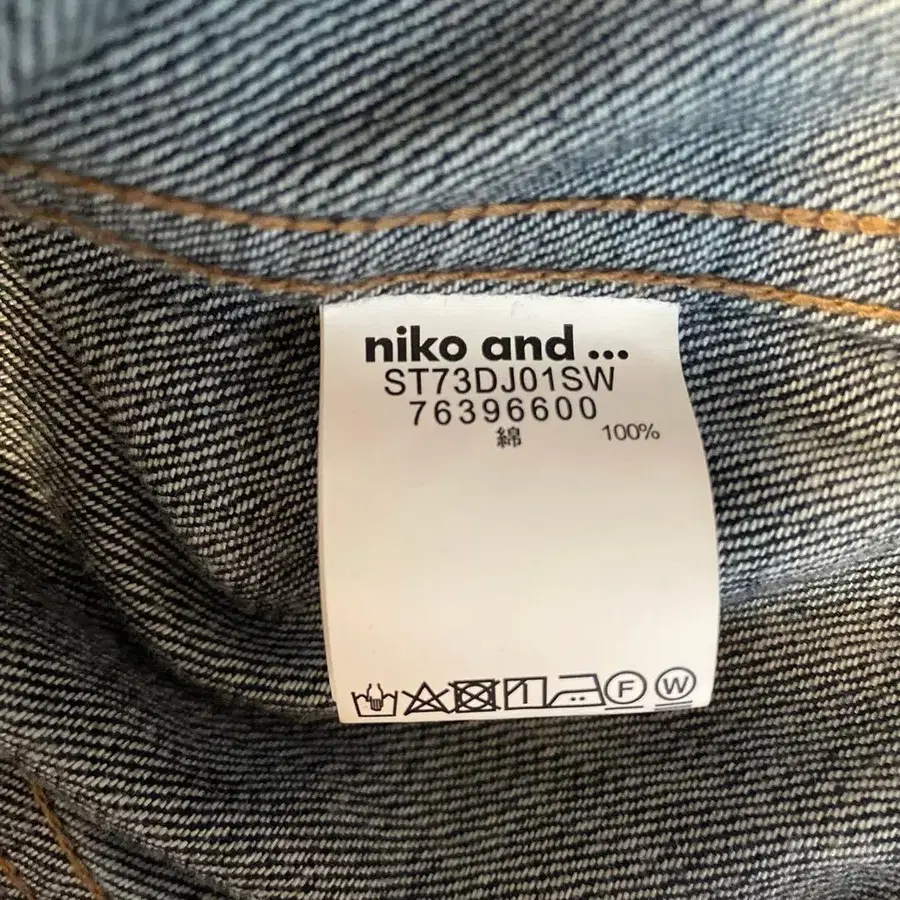 niko and ...
ST73DJ01SW
76396600
綿 100%
F W